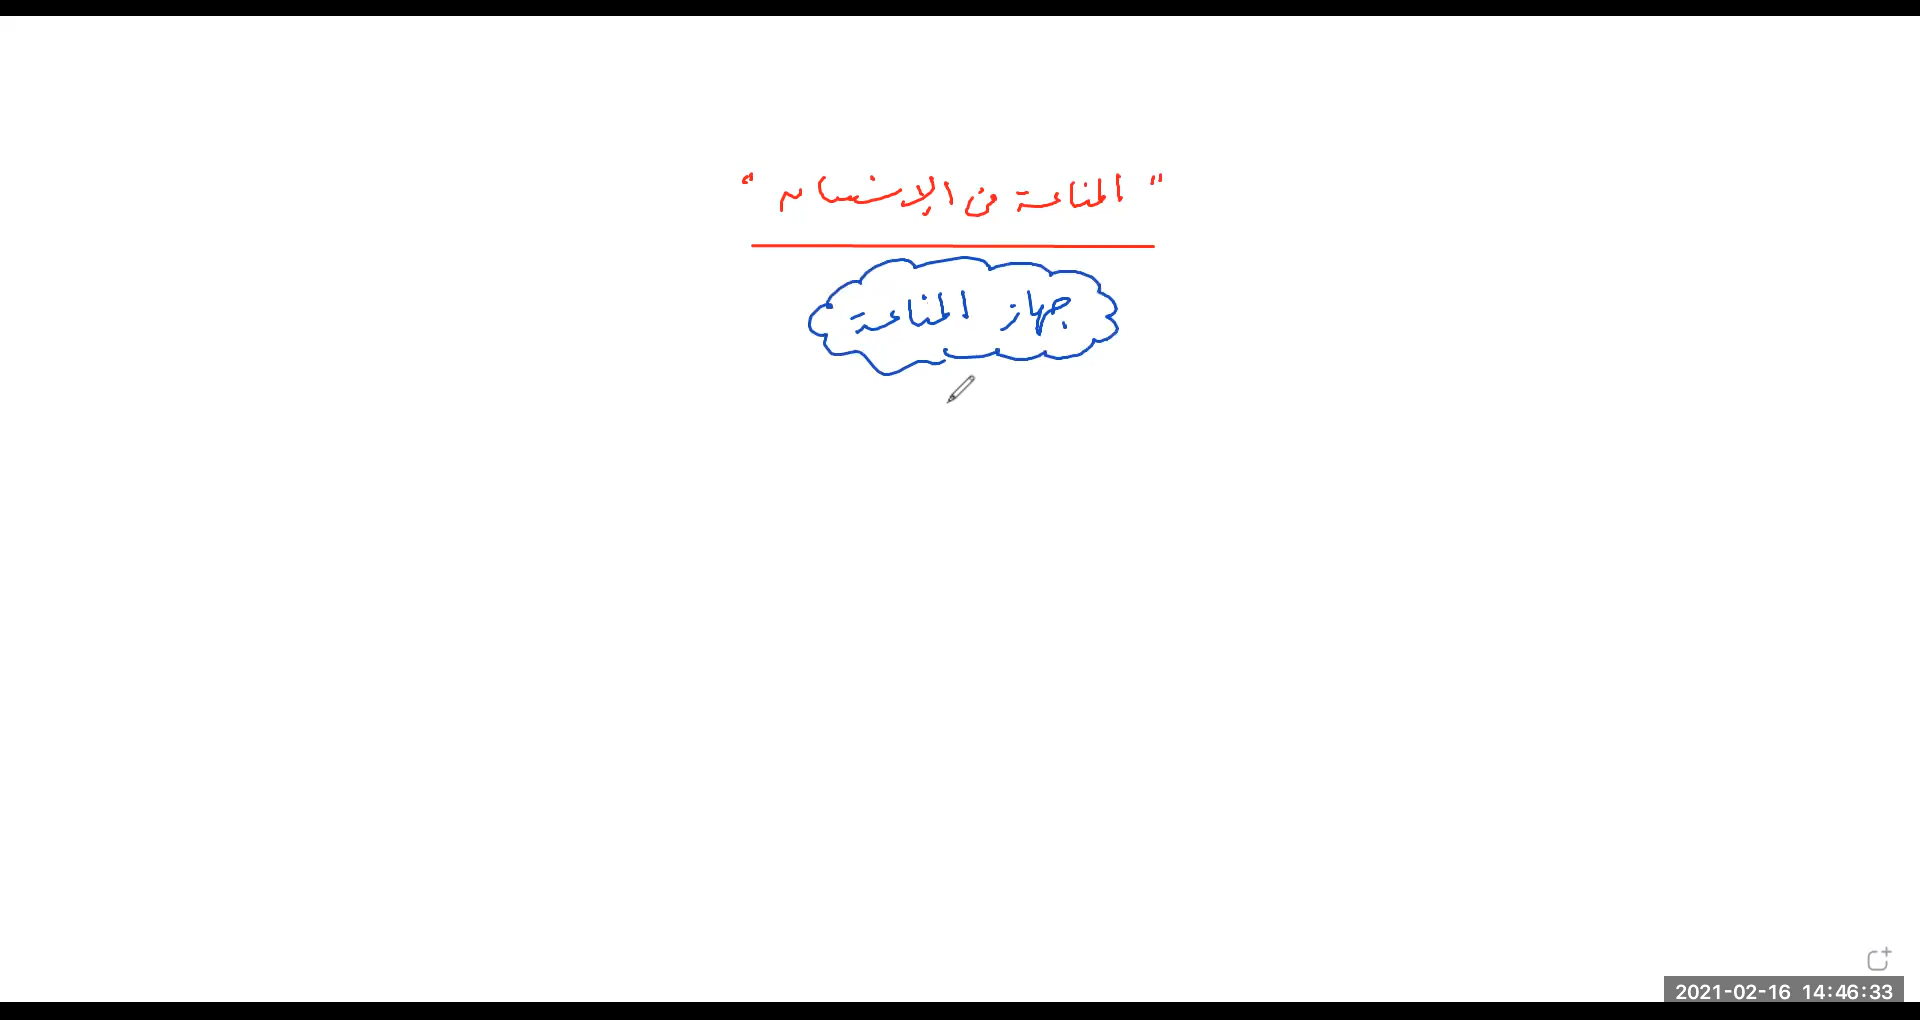 " المناعة في الإنسان "
جهاز المناعة
2021-02-16 14:46:33